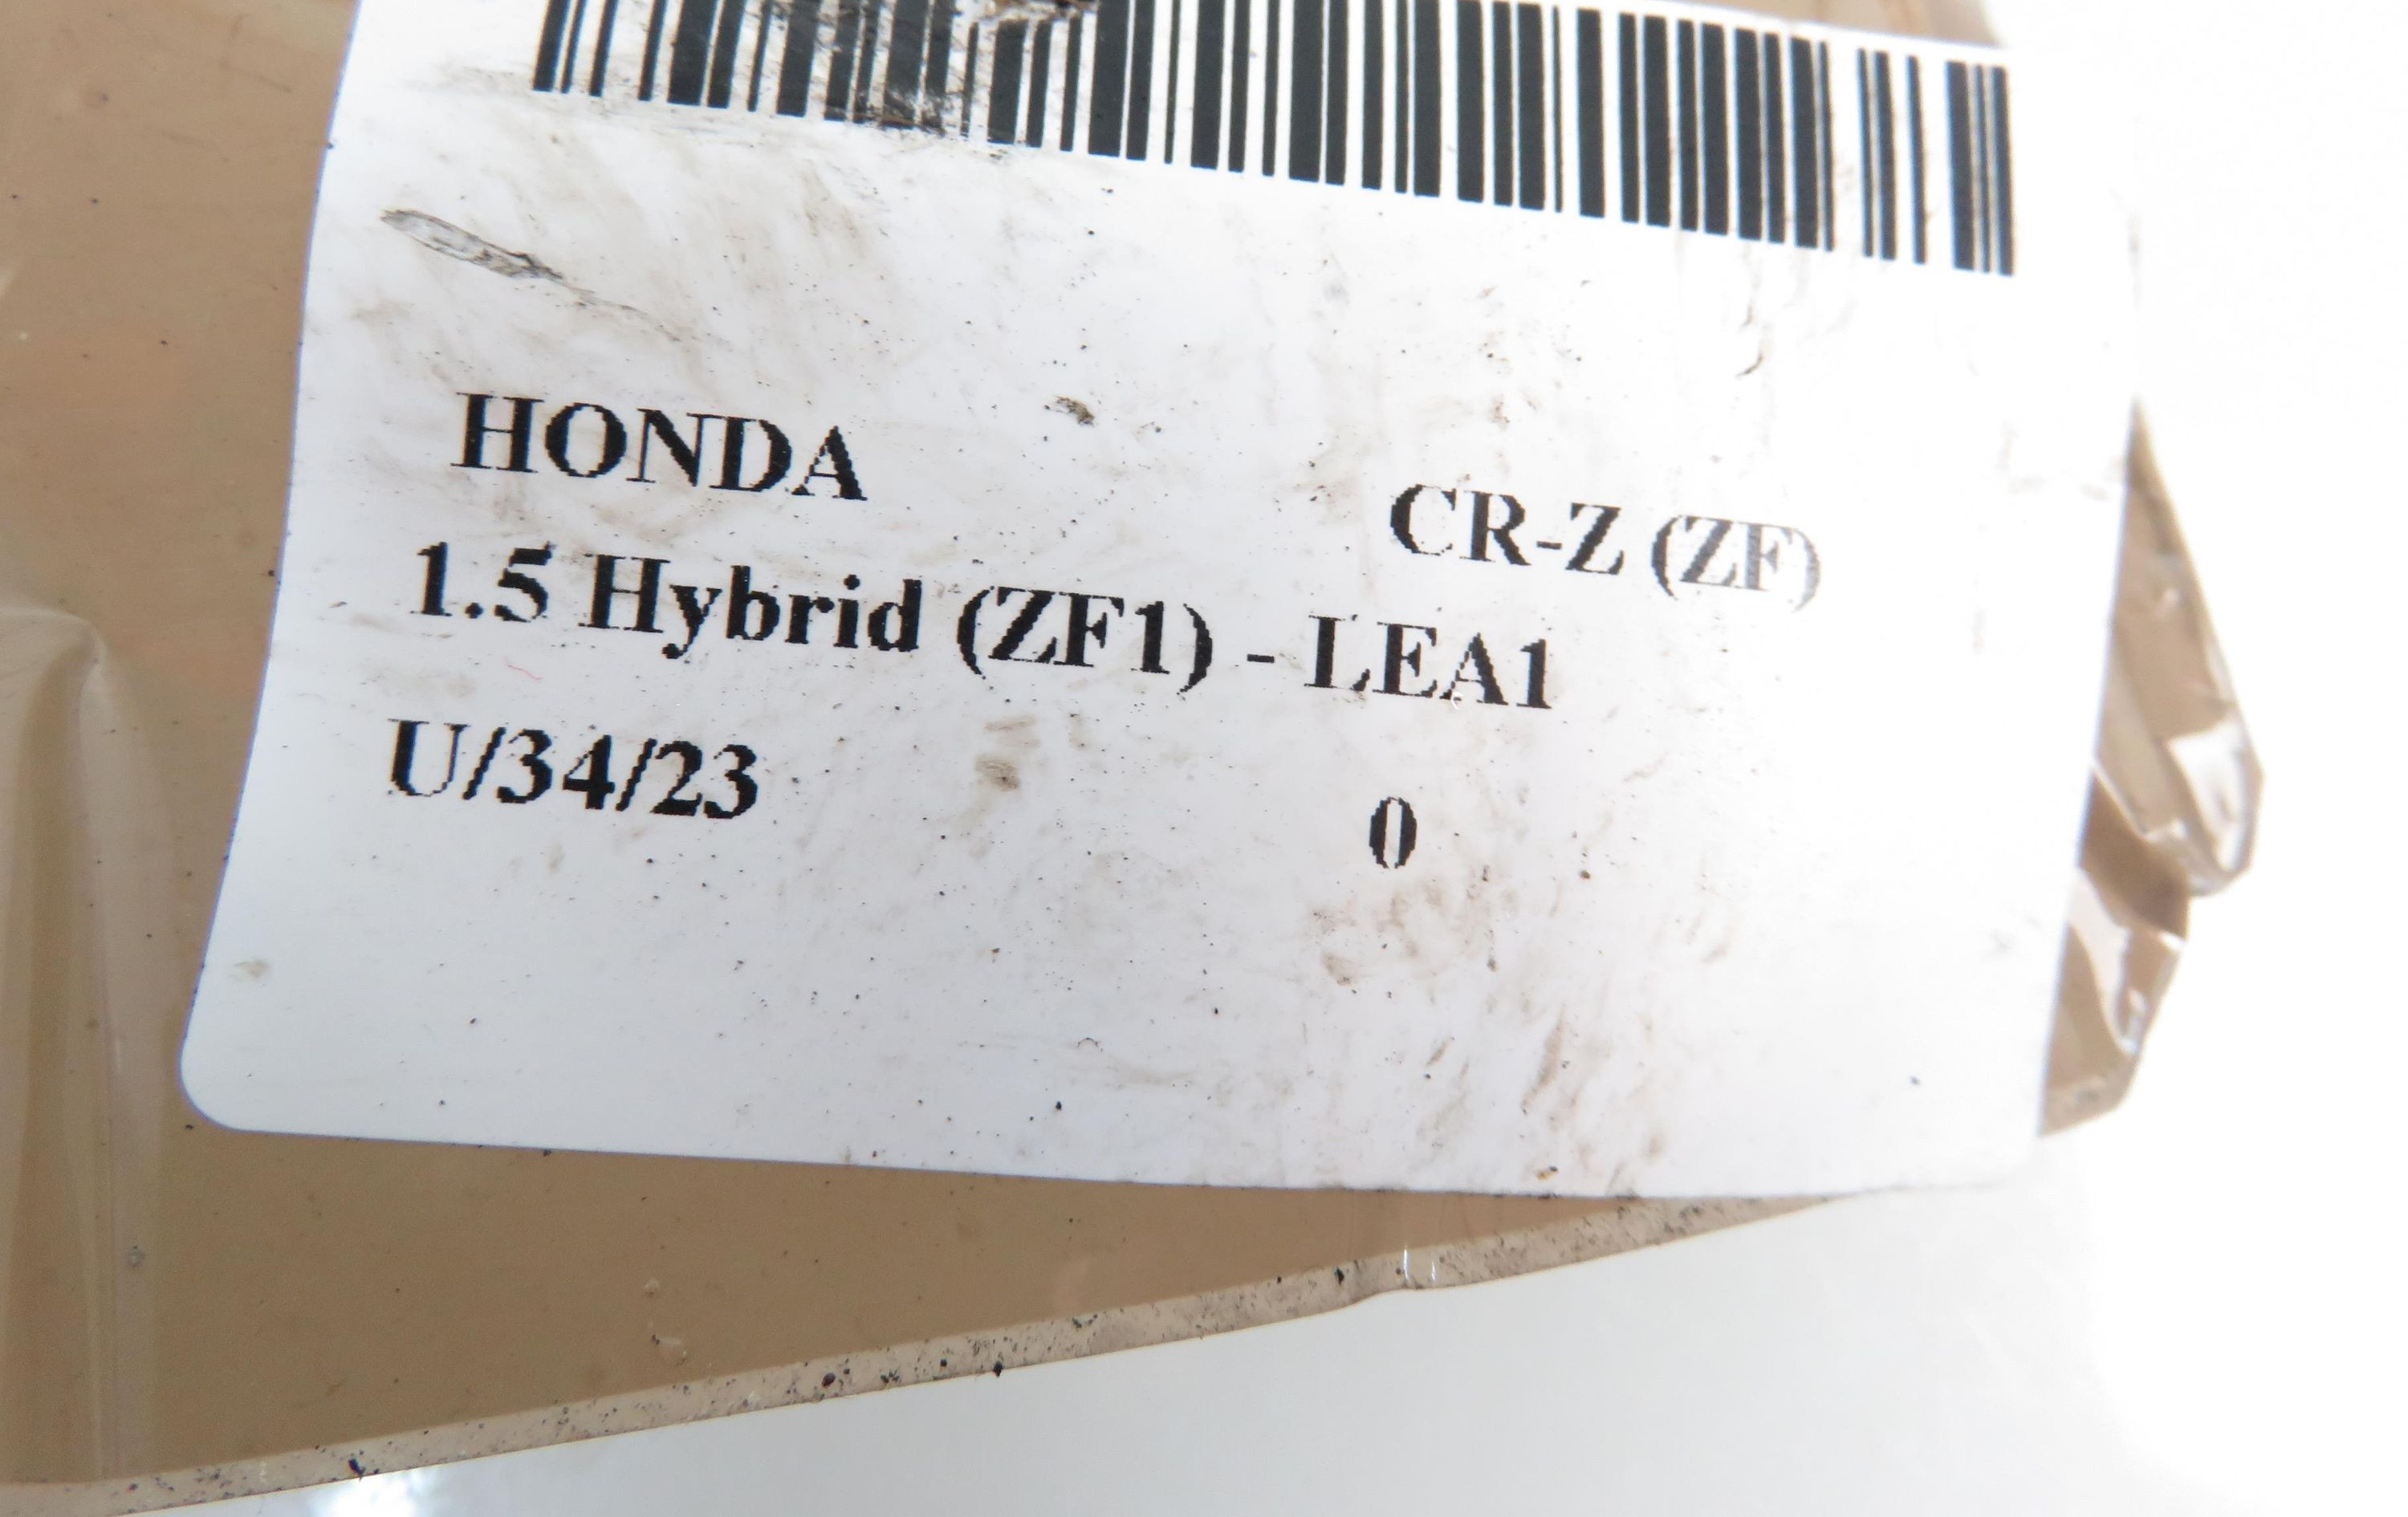 HONDA CR-Z (ZF)
1.5 Hybrid (ZF1) - LEA1
U/34/23 0